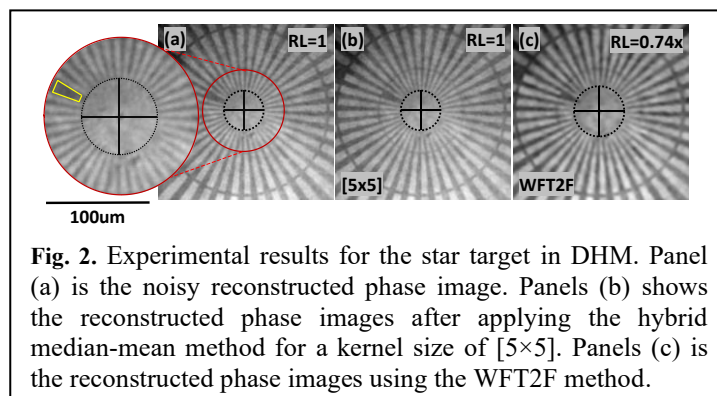 (a)
RL=1
(b)
RL=1
(c)
RL=0.74x
[5x5]
WFT2F
100um
Fig. 2. Experimental results for the star target in DHM. Panel
(a) is the noisy reconstructed phase image. Panels (b) shows
the reconstructed phase images after applying the hybrid
median-mean method for a kernel size of [5×5]. Panels (c) is
the reconstructed phase images using the WFT2F method.